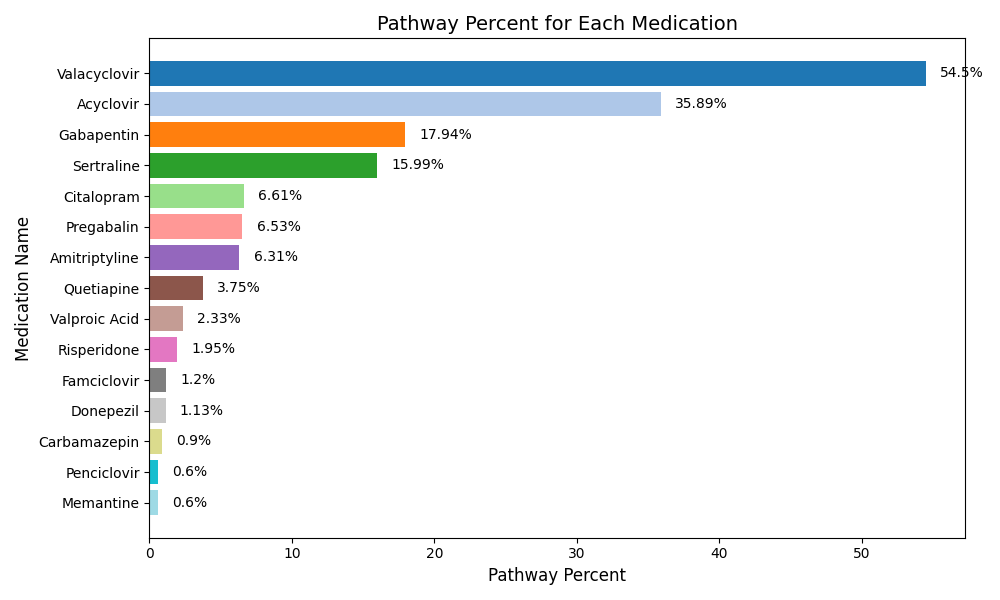 Pathway Percent for Each Medication
Valacyclovir 54.5%
Acyclovir 35.89%
Gabapentin 17.94%
Sertraline 15.99%
Citalopram 6.61%
Pregabalin 6.53%
Amitriptyline 6.31%
Quetiapine 3.75%
Valproic Acid 2.33%
Risperidone 1.95%
Famciclovir 1.2%
Donepezil 1.13%
Carbamazepin 0.9%
Penciclovir 0.6%
Memantine 0.6%
0 10 20 30 40 50
Pathway Percent
Medication Name